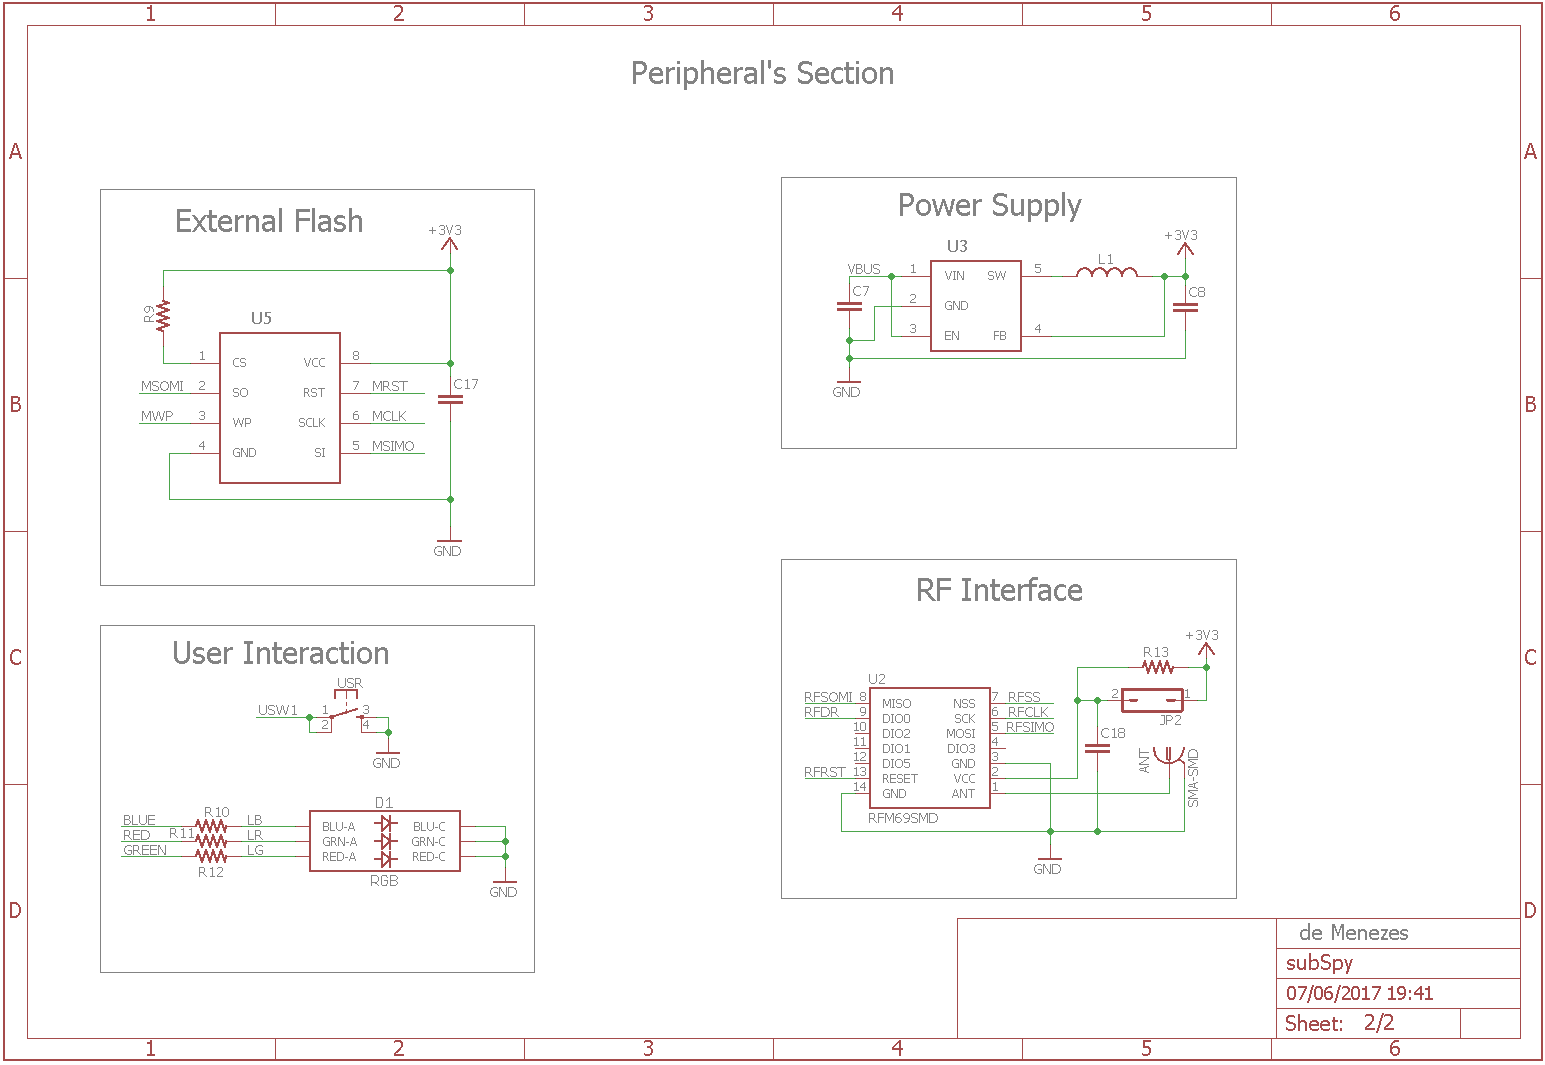 1 2 3 4 5 6
Peripheral's Section
A A
B B
C C
D D
External Flash
+3V3
R9
U5
1 CS VCC 8
MSOMI 2 SO RST 7 MRST
MWP 3 WP SCLK 6 MCLK
4 GND SI 5 MSIMO
C17
GND
Power Supply
U3
+3V3
VBUS 1 VIN SW 5 L1
C7 C8
2 GND
3 EN FB 4
GND
User Interaction
USR
USW1 1 3
2 4
GND
D1
BLUE R10 LB BLU-A BLU-C
RED R11 LR GRN-A GRN-C
GREEN R12 LG RED-A RED-C
RGB
GND
RF Interface
+3V3
R13
U2
2 1
JP2
RFSOMI 8 MISO NSS 7 RFSS
RFDR 9 DIO0 SCK 6 RFCLK
10 DIO2 MOSI 5 RFSIMO
11 DIO1 DIO3 4
12 DIO5 GND 3
RFRST 13 RESET VCC 2
14 GND ANT 1
RFM69SMD
C18
ANT
SMA-SMD
GND
de Menezes
subSpy
07/06/2017 19:41
Sheet: 2/2
1 2 3 4 5 6